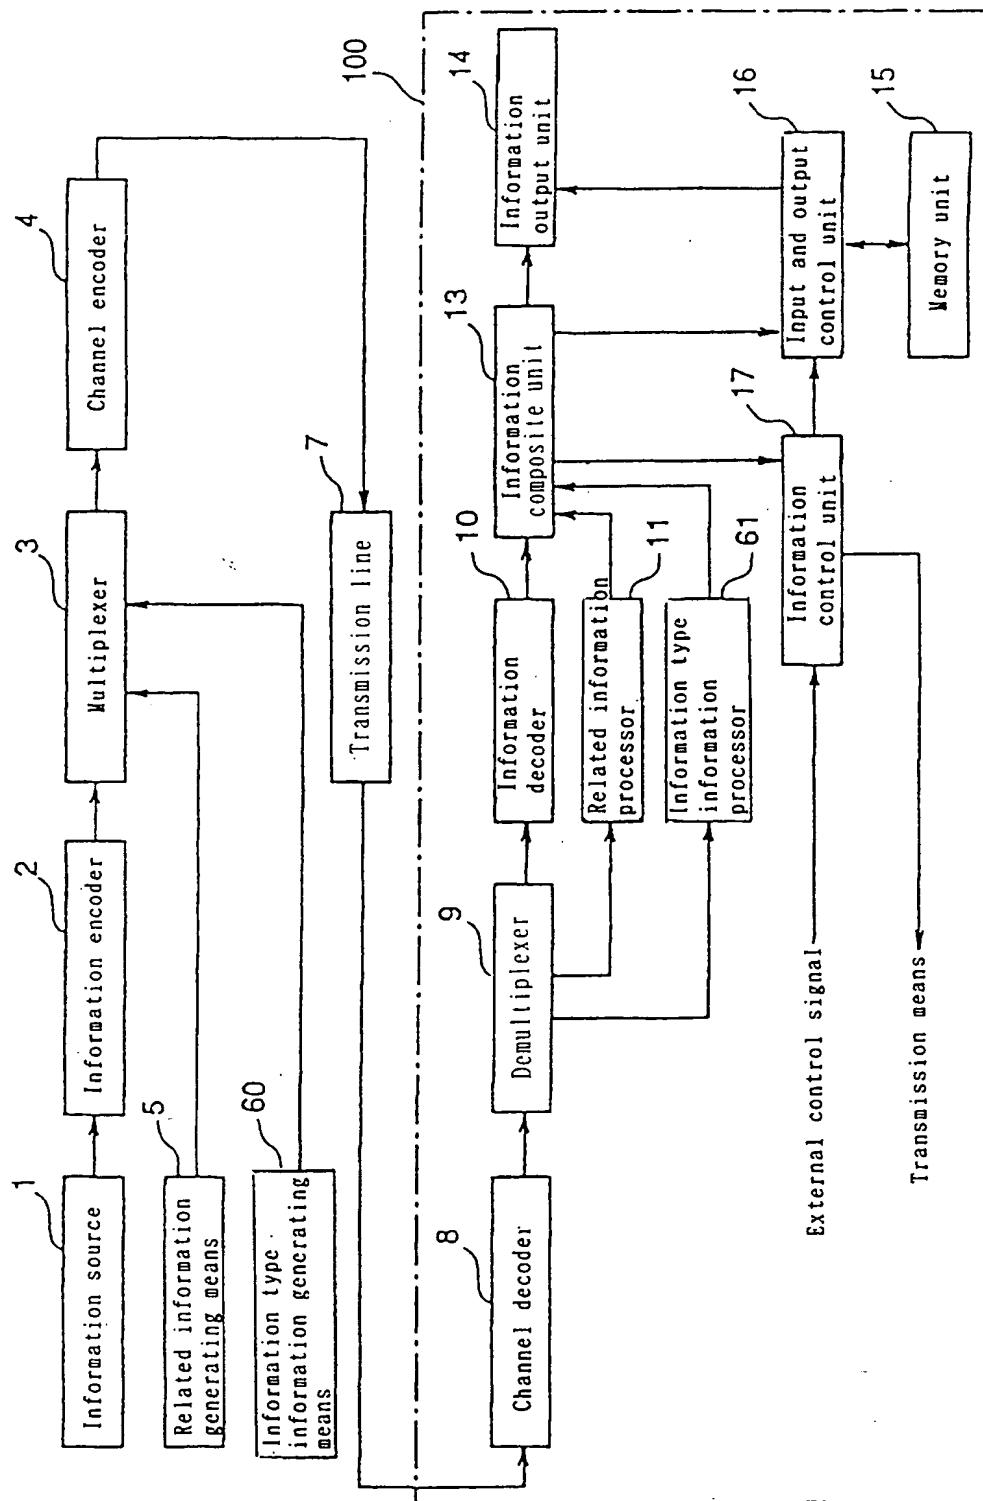 1
Information source
2
Information encoder
3
Multiplexer
4
Channel encoder
5
Related information
generating means
60
Information type
information generating
means
7
Transmission line
100
8
Channel decoder
9
Demultiplexer
10
Information
decoder
Related information
processor
11
Information type
information
processor
61
13
Information
composite unit
14
Information
output unit
External control signal
Transmission means
17
Information
control unit
16
Input and output
control unit
15
Memory unit